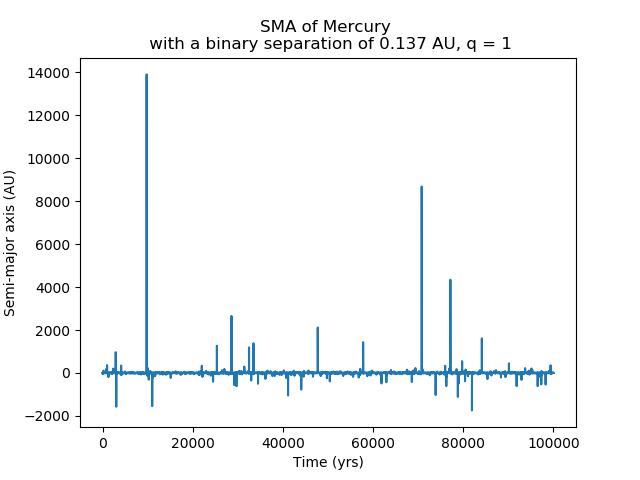 SMA of Mercury
with a binary separation of 0.137 AU, q = 1
Semi-major axis (AU)
14000
12000
10000
8000
6000
4000
2000
0
−2000
0 20000 40000 60000 80000 100000
Time (yrs)